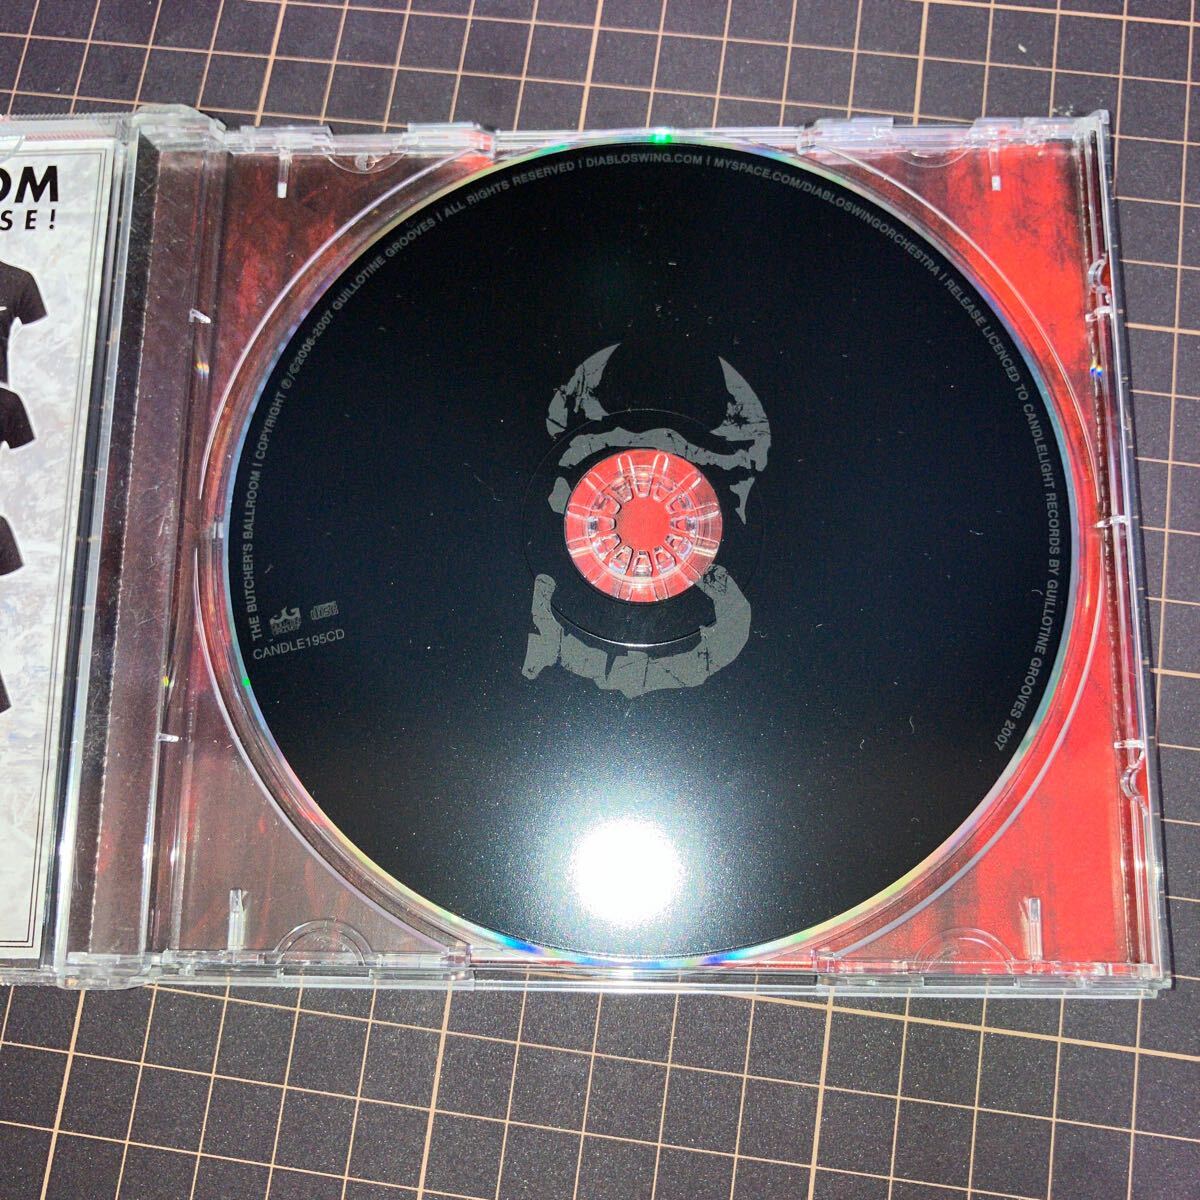 OM
SE!
THE BUTCHER'S BALLROOM I COPYRIGHT ℗/©2006-2007 GUILLOTINE GROOVES I ALL RIGHTS RESERVED I DIABLOSWING.COM I MYSPACE.COM/DIABLOSWINGORCHESTRA I RELEASE LICENCED TO CANDLELIGHT RECORDS BY GUILLOTINE GROOVES 2007
disc
CANDLE195CD